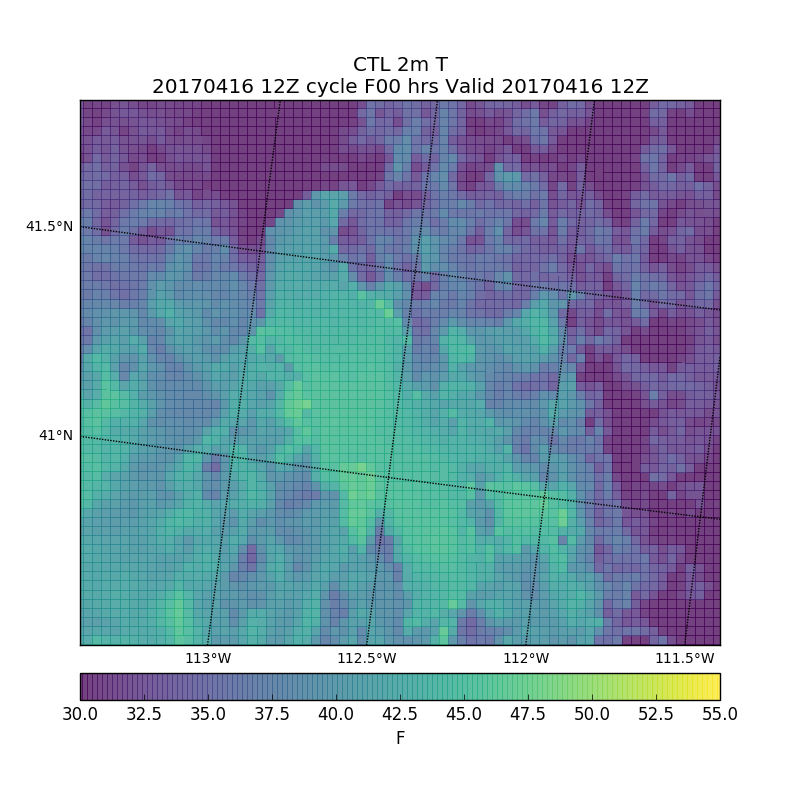 CTL 2m T
20170416 12Z cycle F00 hrs Valid 20170416 12Z
41.5°N
41°N
113°W 112.5°W 112°W 111.5°W
30.0 32.5 35.0 37.5 40.0 42.5 45.0 47.5 50.0 52.5 55.0
F